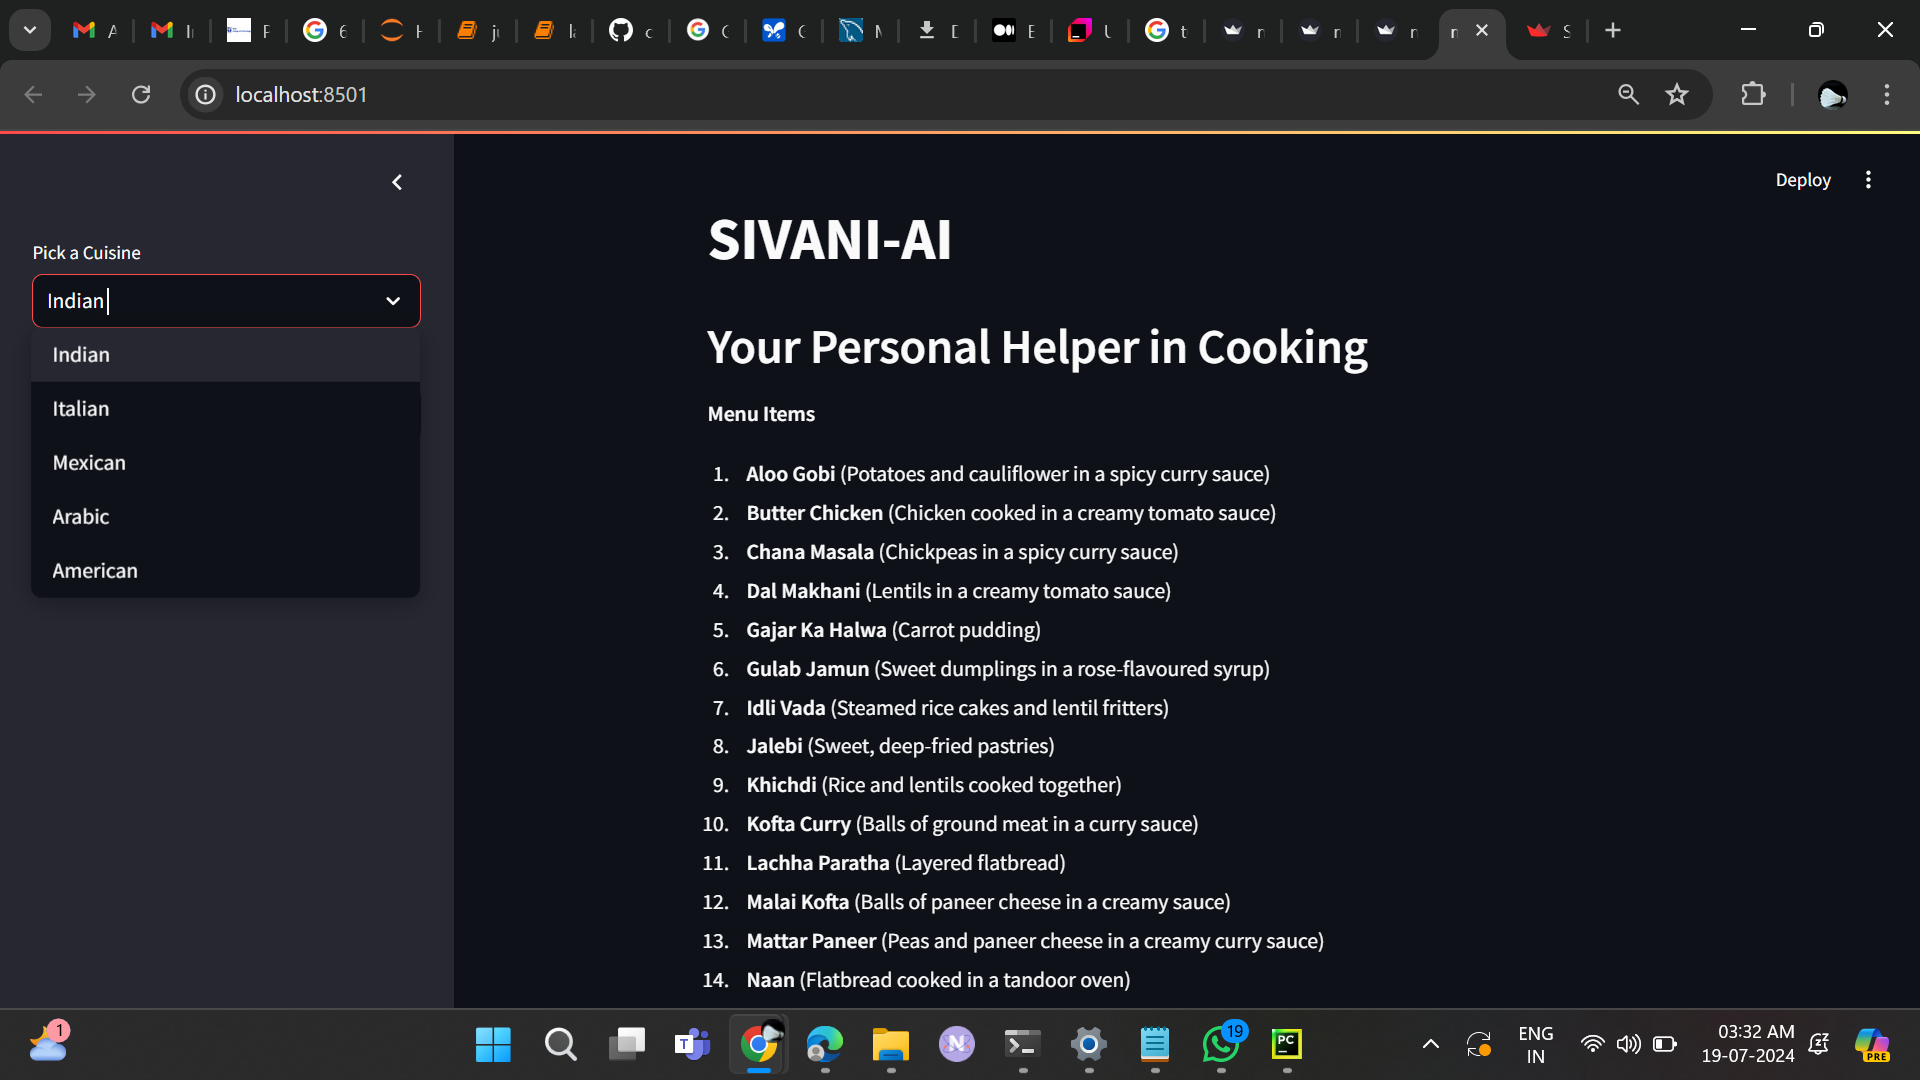 localhost:8501
Deploy
SIVANI-AI
Pick a Cuisine
Indian
Indian
Italian
Mexican
Arabic
American
Your Personal Helper in Cooking
Menu Items
1. Aloo Gobi (Potatoes and cauliflower in a spicy curry sauce)
2. Butter Chicken (Chicken cooked in a creamy tomato sauce)
3. Chana Masala (Chickpeas in a spicy curry sauce)
4. Dal Makhani (Lentils in a creamy tomato sauce)
5. Gajar Ka Halwa (Carrot pudding)
6. Gulab Jamun (Sweet dumplings in a rose-flavoured syrup)
7. Idli Vada (Steamed rice cakes and lentil fritters)
8. Jalebi (Sweet, deep-fried pastries)
9. Khichdi (Rice and lentils cooked together)
10. Kofta Curry (Balls of ground meat in a curry sauce)
11. Lachha Paratha (Layered flatbread)
12. Malai Kofta (Balls of paneer cheese in a creamy sauce)
13. Mattar Paneer (Peas and paneer cheese in a creamy curry sauce)
14. Naan (Flatbread cooked in a tandoor oven)
1
T
N
19
PC
ENG
IN
03:32 AM
19-07-2024
PRE